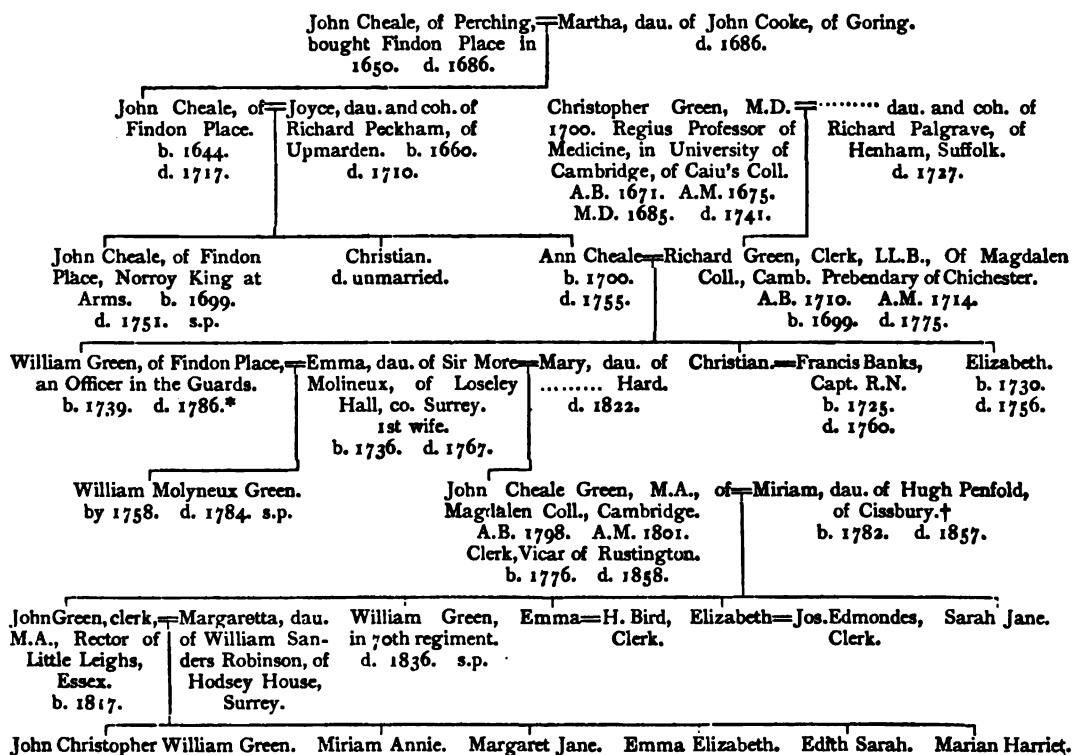 John Cheale, of Perching,=Martha, dau. of John Cooke, of Goring.
bought Findon Place in
1650. d. 1686.
d. 1686.
John Cheale, of
Findon Place.
b. 1644.
d. 1717.
=Joyce, dau. and coh. of
Richard Peckham, of
Upmarden. b. 1660.
d. 1710.
Christopher Green, M.D.
1700. Regius Professor of
Medicine, in University of
Cambridge, of Caiu's Coll.
A.B. 1671. A.M. 1675.
M.D. 1685. d. 1741.
=......... dau. and coh. of
Richard Palgrave, of
Henham, Suffolk.
d. 1727.
John Cheale, of Findon
Place, Norroy King at
Arms. b. 1699.
d. 1751. s.p.
Christian.
d. unmarried.
Ann Cheale
b. 1700.
d. 1755.
=Richard Green, Clerk, LL.B., Of Magdalen
Coll., Camb. Prebendary of Chichester.
A.B. 1710. A.M. 1714.
b. 1699. d. 1775.
William Green, of Findon Place,
an Officer in the Guards.
b. 1739. d. 1786.*
=Emma, dau. of Sir More
Molineux, of Loseley
Hall, co. Surrey.
1st wife.
b. 1736. d. 1767.
=Mary, dau. of
......... Hard.
d. 1822.
Christian.
=Francis Banks,
Capt. R.N.
b. 1725.
d. 1760.
Elizabeth.
b. 1730.
d. 1756.
William Molyneux Green.
by 1758. d. 1784. s.p.
John Cheale Green, M.A., of
Magdalen Coll., Cambridge.
A.B. 1798. A.M. 1801.
Clerk, Vicar of Rustington.
b. 1776. d. 1858.
=Miriam, dau. of Hugh Penfold,
of Cissbury.†
b. 1782. d. 1857.
John Green, clerk,
M.A., Rector of
Little Leighs,
Essex.
b. 1817.
=Margaretta, dau.
of William San-
ders Robinson, of
Hodsey House,
Surrey.
William Green,
in 70th regiment.
d. 1836. s.p.
Emma=H. Bird,
Clerk.
Elizabeth=Jos. Edmondes,
Clerk.
Sarah Jane.
John Christopher William Green. Miriam Annie. Margaret Jane. Emma Elizabeth. Edith Sarah. Marian Harriet.